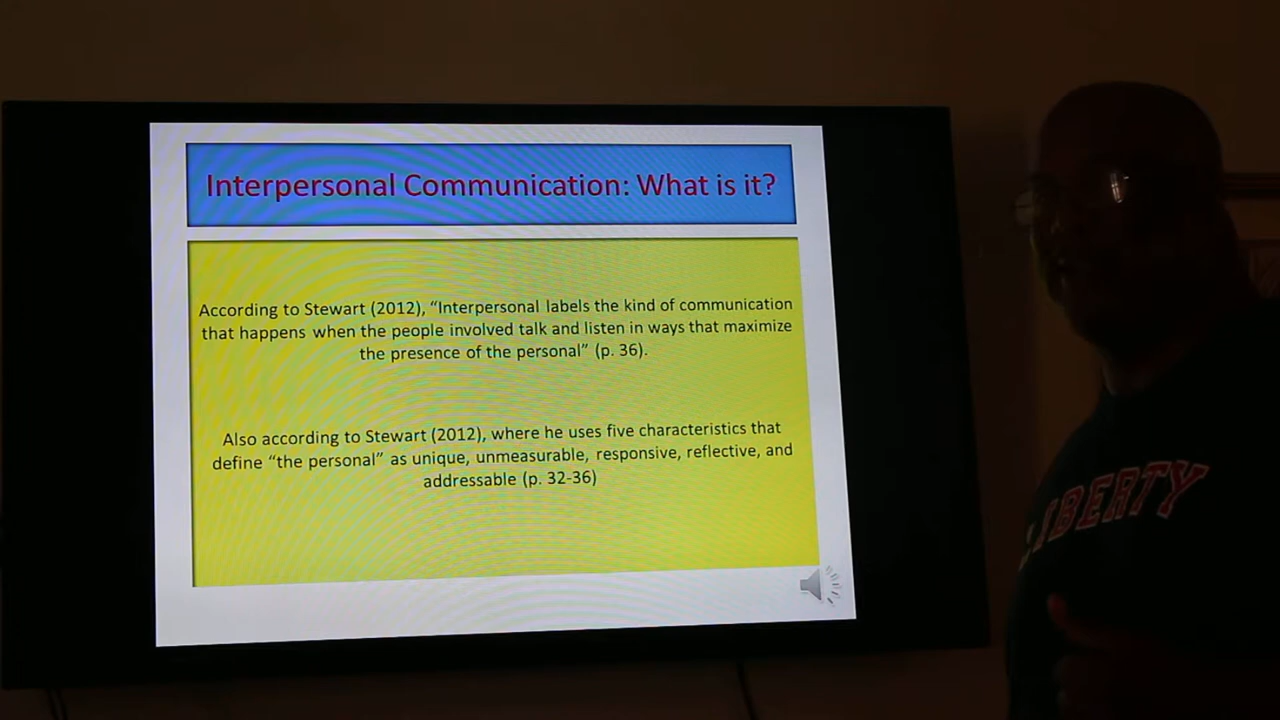 Interpersonal Communication: What is it?
According to Stewart (2012), “Interpersonal labels the kind of communication
that happens when the people involved talk and listen in ways that maximize
the presence of the personal” (p. 36).
Also according to Stewart (2012), where he uses five characteristics that
define “the personal” as unique, unmeasurable, responsive, reflective, and
addressable (p. 32-36)
LIBERTY